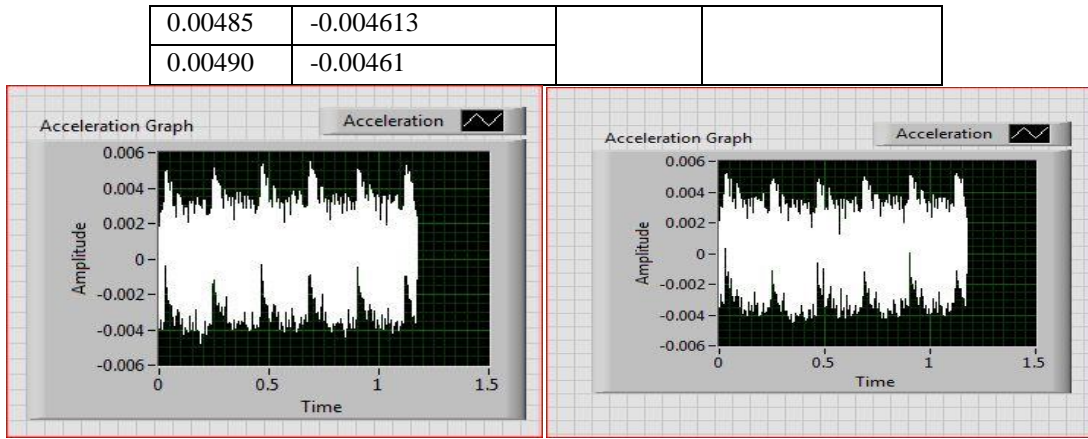 0.00485 -0.004613
0.00490 -0.00461
Acceleration Graph
Acceleration
0.006
0.004
0.002
0
-0.002
-0.004
-0.006
Amplitude
0 0.5 1 1.5
Time
Acceleration Graph
Acceleration
0.006
0.004
0.002
0
-0.002
-0.004
-0.006
Amplitude
0 0.5 1 1.5
Time